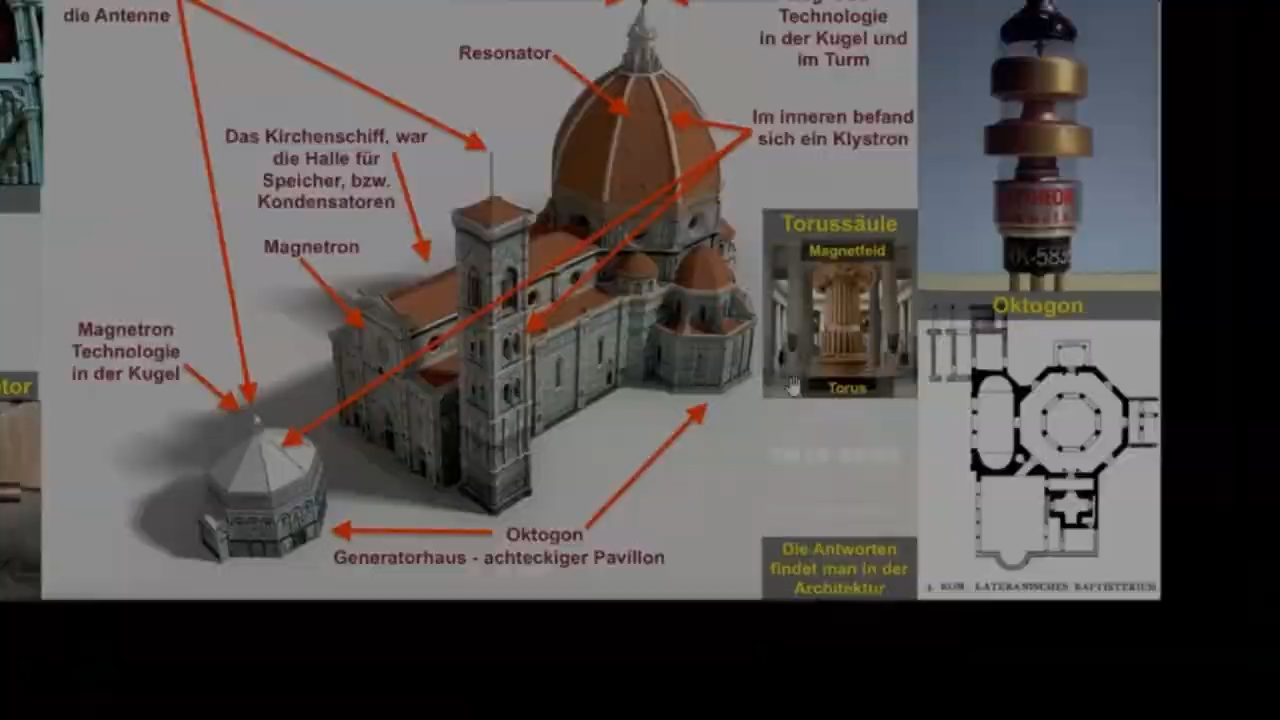 die Antenne
Technologie
in der Kugel und
im Turm
Resonator
Im inneren befand
sich ein Klystron
Das Kirchenschiff, war
die Halle für
Speicher, bzw.
Kondensatoren
Magnetron
Magnetron
Technologie
in der Kugel
Torussäule
Magnetfeld
Torus
Oktogon
Oktogon
Generatorhaus - achteckiger Pavillon
Die Antworten
findet man in der
Architektur
ROM LATERANISCHES BAPTISTERIUM